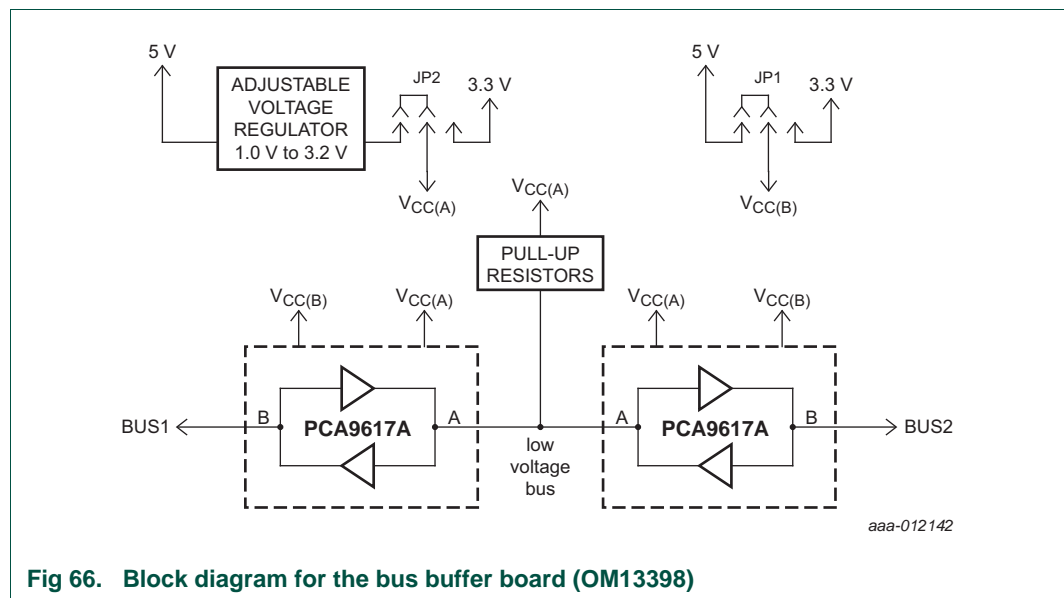 5 V
ADJUSTABLE
VOLTAGE
REGULATOR
1.0 V to 3.2 V
JP2
3.3 V
VCC(A)
5 V
JP1
3.3 V
VCC(B)
VCC(A)
PULL-UP
RESISTORS
VCC(B)
VCC(A)
VCC(A)
VCC(B)
BUS1
B
PCA9617A
A
low
voltage
bus
A
PCA9617A
B
BUS2
aaa-012142
Fig 66. Block diagram for the bus buffer board (OM13398)